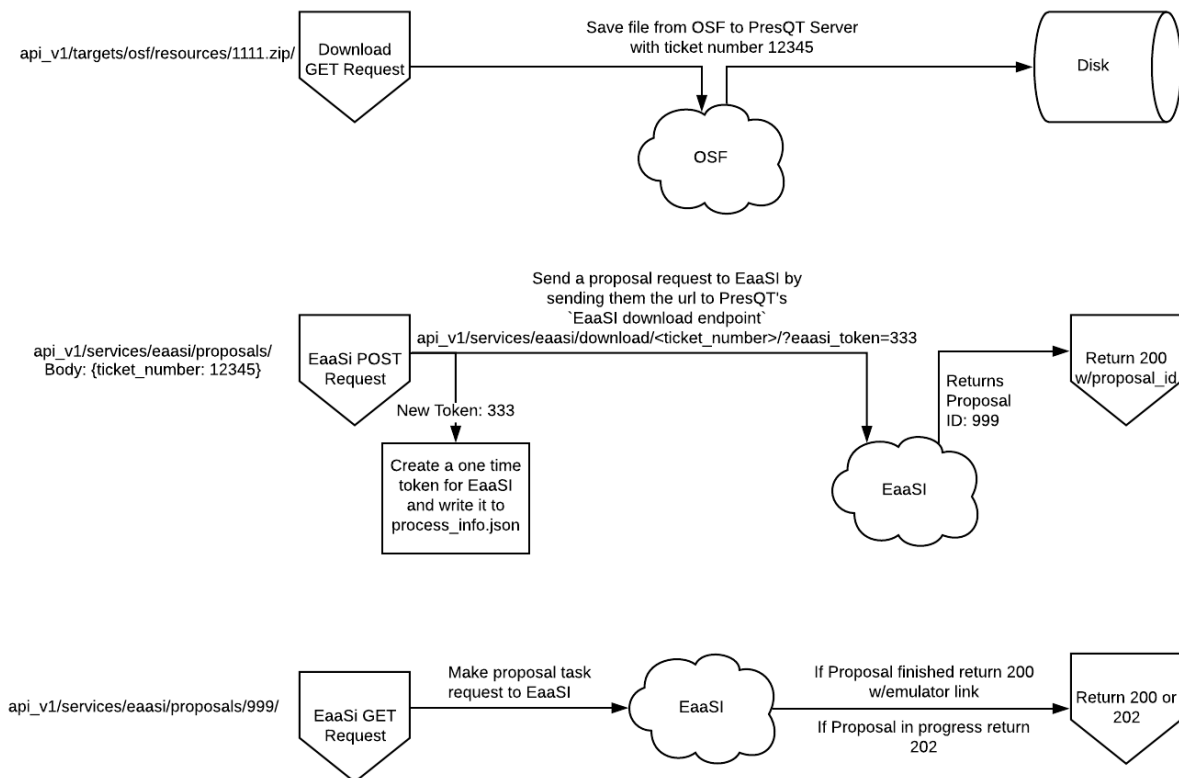 api_v1/targets/osf/resources/1111.zip/
Download
GET Request
Save file from OSF to PresQT Server
with ticket number 12345
OSF
Disk
api_v1/services/eaasi/proposals/
Body: {ticket_number: 12345}
EaaSi POST
Request
Send a proposal request to EaaSI by
sending them the url to PresQT's
`EaaSI download endpoint`
api_v1/services/eaasi/download/<ticket_number>/?eaasi_token=333
New Token: 333
Create a one time
token for EaaSI
and write it to
process_info.json
EaaSI
Returns
Proposal
ID: 999
Return 200
w/proposal_id
api_v1/services/eaasi/proposals/999/
EaaSi GET
Request
Make proposal task
request to EaaSI
EaaSI
If Proposal finished return 200
w/emulator link
If Proposal in progress return
202
Return 200 or
202